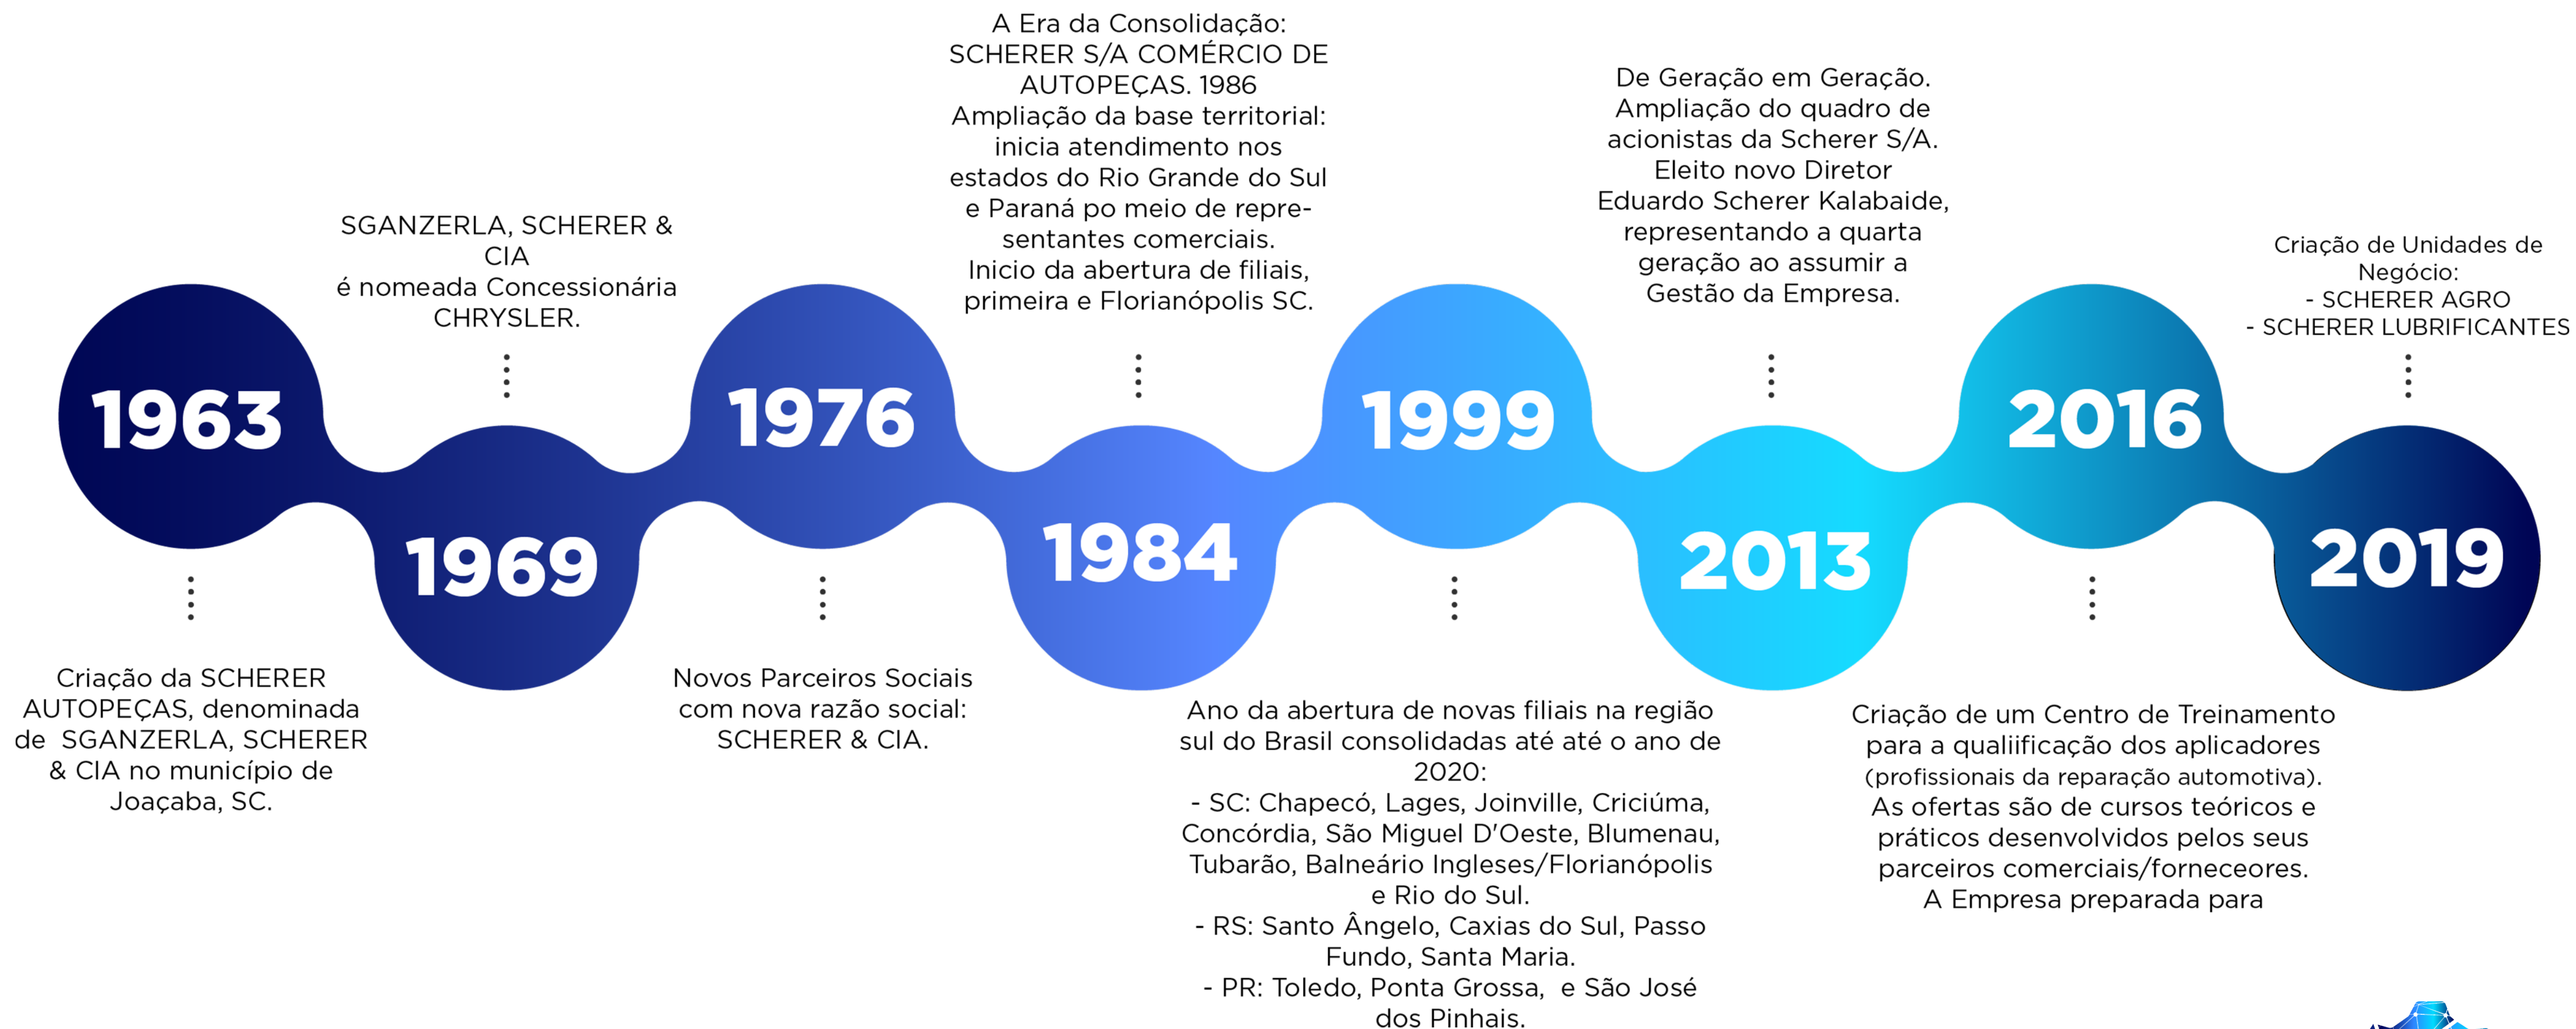 1963
Criação da SCHERER
AUTOPEÇAS, denominada
de SGANZERLA, SCHERER
& CIA no município de
Joaçaba, SC.
SGANZERLA, SCHERER &
CIA
é nomeada Concessionária
CHRYSLER.
1969
1976
Novos Parceiros Sociais
com nova razão social:
SCHERER & CIA.
A Era da Consolidação:
SCHERER S/A COMÉRCIO DE
AUTOPEÇAS. 1986
Ampliação da base territorial:
inicia atendimento nos
estados do Rio Grande do Sul
e Paraná po meio de repre-
sentantes comerciais.
Inicio da abertura de filiais,
primeira e Florianópolis SC.
1984
1999
Ano da abertura de novas filiais na região
sul do Brasil consolidadas até até o ano de
2020:
- SC: Chapecó, Lages, Joinville, Criciúma,
Concórdia, São Miguel D'Oeste, Blumenau,
Tubarão, Balneário Ingleses/Florianópolis
e Rio do Sul.
- RS: Santo Ângelo, Caxias do Sul, Passo
Fundo, Santa Maria.
- PR: Toledo, Ponta Grossa, e São José
dos Pinhais.
De Geração em Geração.
Ampliação do quadro de
acionistas da Scherer S/A.
Eleito novo Diretor
Eduardo Scherer Kalabaide,
representando a quarta
geração ao assumir a
Gestão da Empresa.
2013
2016
Criação de um Centro de Treinamento
para a qualiificação dos aplicadores
(profissionais da reparação automotiva).
As ofertas são de cursos teóricos e
práticos desenvolvidos pelos seus
parceiros comerciais/forneceores.
A Empresa preparada para
Criação de Unidades de
Negócio:
- SCHERER AGRO
- SCHERER LUBRIFICANTES
2019